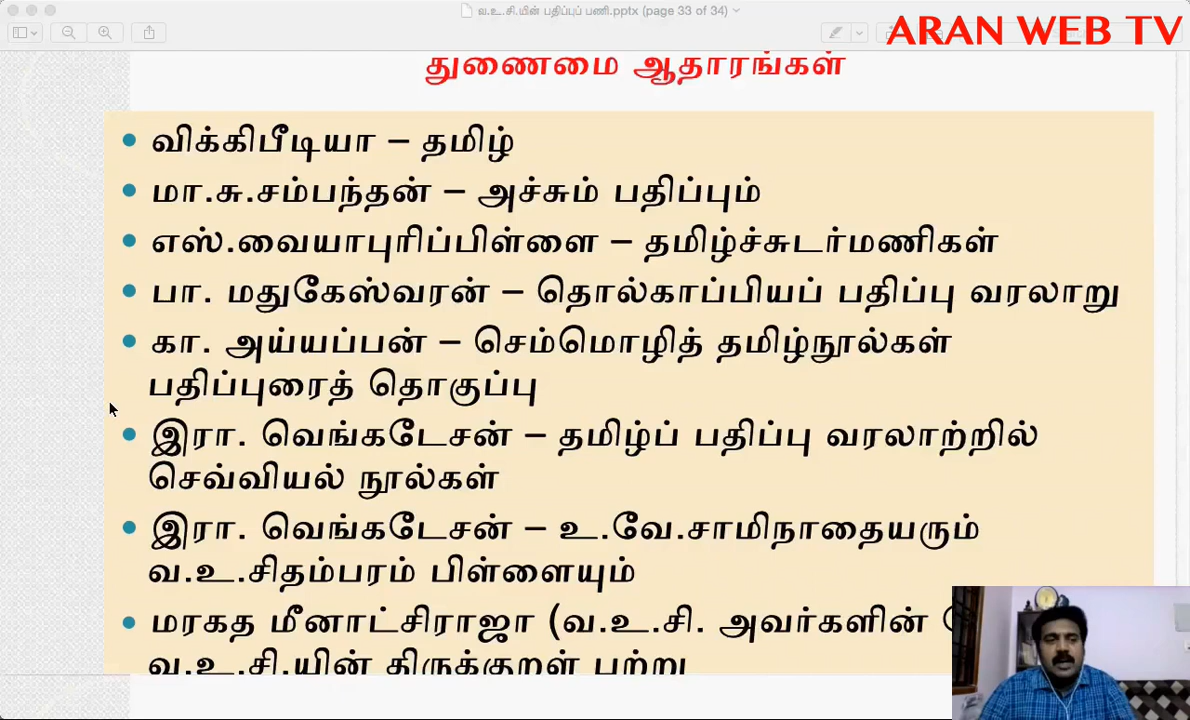 வ.உ.சி.யின் பதிப்புப் பணி.pptx (page 33 of 34)
ARAN WEB TV
துணைமை ஆதாரங்கள்
விக்கிபீடியா – தமிழ்
மா.சு.சம்பந்தன் – அச்சும் பதிப்பும்
எஸ்.வையாபுரிப்பிள்ளை – தமிழ்ச்சுடர்மணிகள்
பா. மதுகேஸ்வரன் – தொல்காப்பியப் பதிப்பு வரலாறு
கா. அய்யப்பன் – செம்மொழித் தமிழ்நூல்கள்
பதிப்புரைத் தொகுப்பு
இரா. வெங்கடேசன் – தமிழ்ப் பதிப்பு வரலாற்றில்
செவ்வியல் நூல்கள்
இரா. வெங்கடேசன் – உ.வே.சாமிநாதையரும்
வ.உ.சிதம்பரம் பிள்ளையும்
மரகத மீனாட்சிராஜா (வ.உ.சி. அவர்களின்
வ.உ.சி.யின் திருக்குறள் பற்று